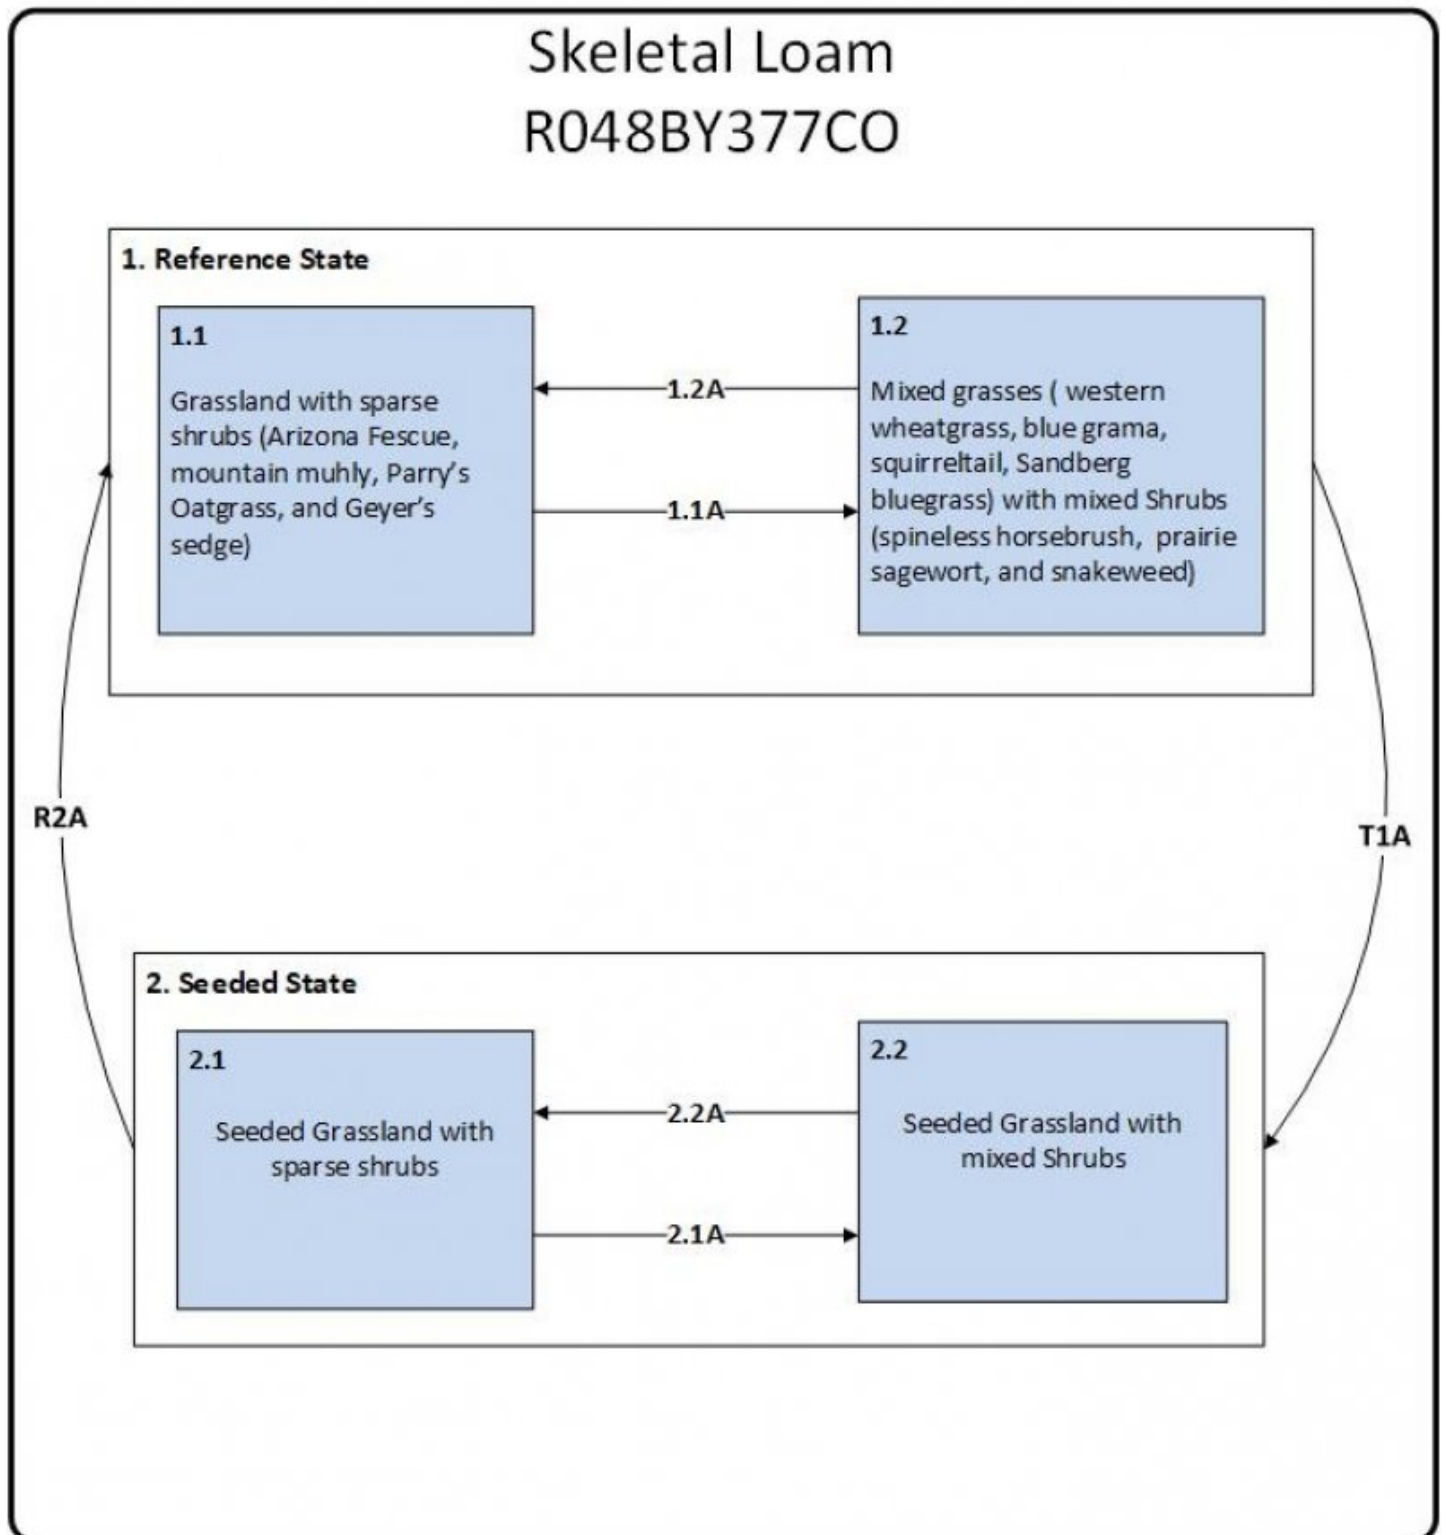 Skeletal Loam
R048BY377CO
1. Reference State
1.1
Grassland with sparse
shrubs (Arizona Fescue,
mountain muhly, Parry’s
Oatgrass, and Geyer’s
sedge)
1.2A
1.1A
1.2
Mixed grasses ( western
wheatgrass, blue grama,
squirreltail, Sandberg
bluegrass) with mixed Shrubs
(spineless horsebrush, prairie
sagewort, and snakeweed)
R2A
T1A
2. Seeded State
2.1
Seeded Grassland with
sparse shrubs
2.2A
2.1A
2.2
Seeded Grassland with
mixed Shrubs